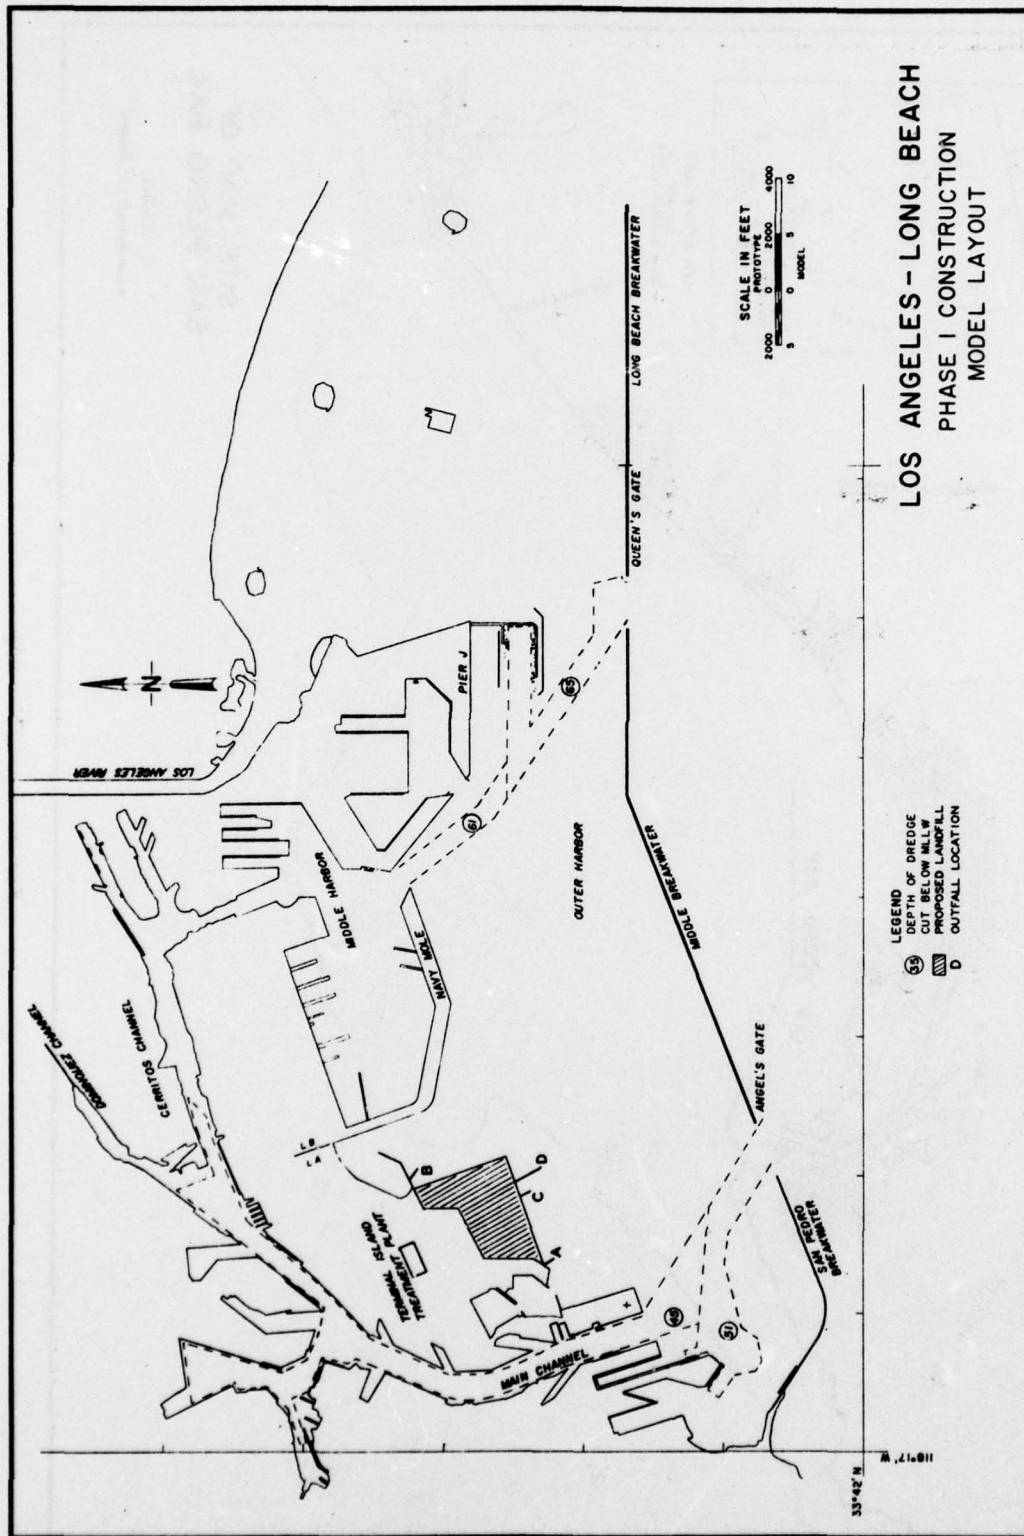 DOMINGUEZ CHANNEL
CERRITOS CHANNEL
LOS ANGELES RIVER
N
LB
LA
MIDDLE HARBOR
NAVY MOLE
PIER J
TERMINAL ISLAND
TREATMENT PLANT
B
D
C
A
MAIN CHANNEL
61
65
45
51
OUTER HARBOR
MIDDLE BREAKWATER
ANGEL'S GATE
SAN PEDRO
BREAKWATER
QUEEN'S GATE
LONG BEACH BREAKWATER
SCALE IN FEET
PROTOTYPE
2000 0 2000 4000
5 0 5 10
MODEL
LEGEND
35 DEPTH OF DREDGE
CUT BELOW MLLW
PROPOSED LANDFILL
D OUTFALL LOCATION
118°17' W
33°42' N
LOS ANGELES-LONG BEACH
PHASE I CONSTRUCTION
MODEL LAYOUT